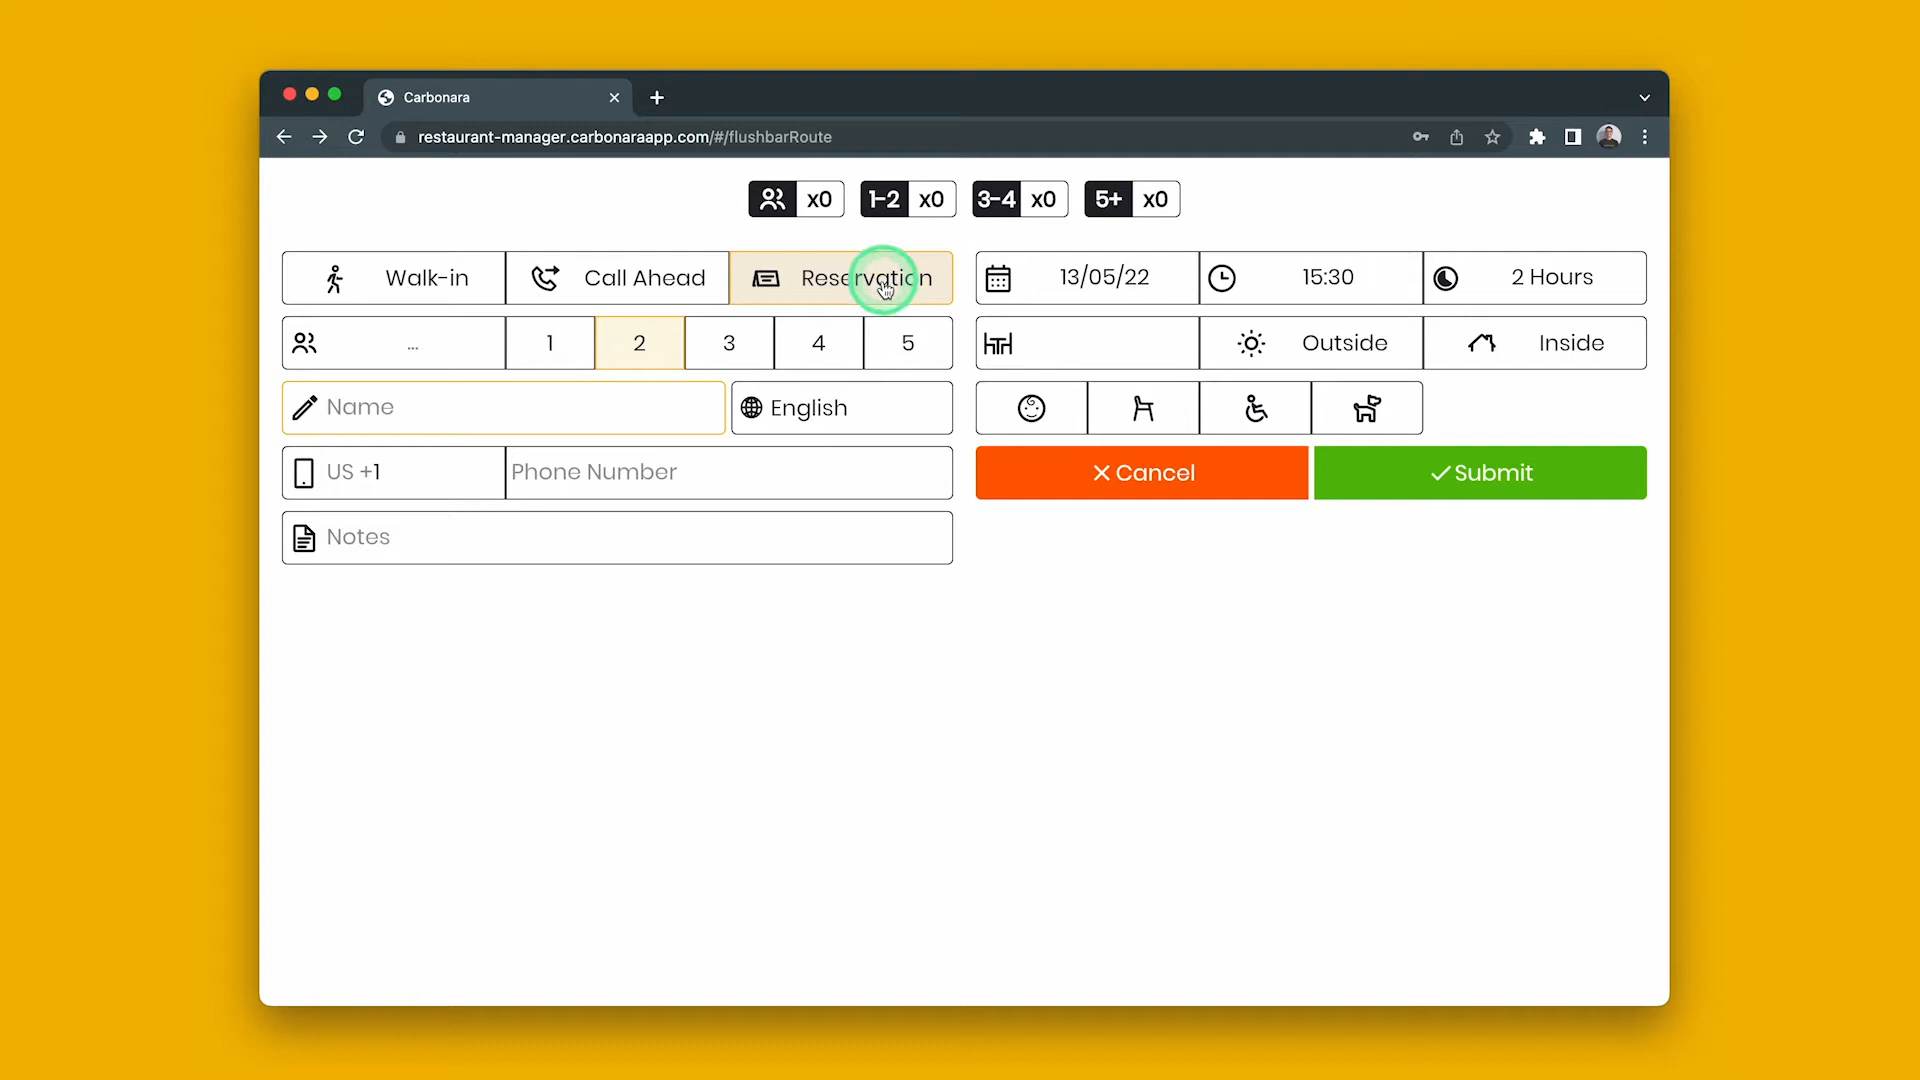 Carbonara
restaurant-manager.carbonaraapp.com/#/flushbarRoute
x0 1-2 x0 3-4 x0 5+ x0
Walk-in Call Ahead Reservation 13/05/22 15:30 2 Hours
... 1 2 3 4 5 Outside Inside
Name English
US +1 Phone Number Cancel Submit
Notes